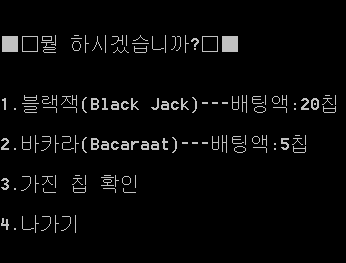 ■□뭘 하시겠습니까?□■
1.블랙잭(Black Jack)---배팅액:20칩
2.바카라(Bacaraat)---배팅액:5칩
3.가진 칩 확인
4.나가기